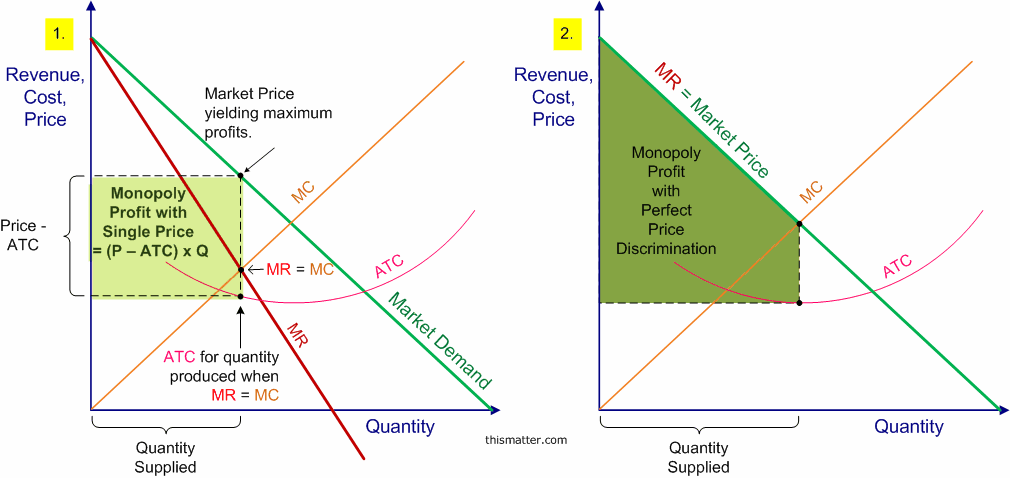 1.
Revenue,
Cost,
Price
Market Price
yielding maximum
profits.
MC
Monopoly
Profit with
Single Price
= (P – ATC) x Q
Price -
ATC
MR = MC
ATC
MR
Market Demand
ATC for quantity
produced when
MR = MC
Quantity
Quantity
Supplied
thismatter.com
2.
Revenue,
Cost,
Price
MR = Market Price
MC
Monopoly
Profit
with
Perfect
Price
Discrimination
ATC
Quantity
Quantity
Supplied